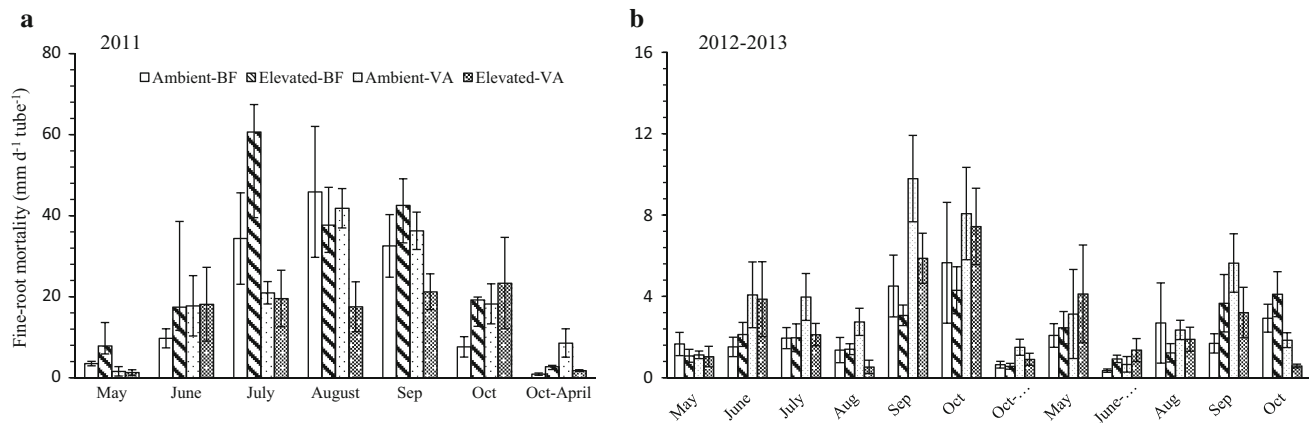 a
2011
80
60
40
20
0
Fine-root mortality (mm d-1 tube-1)
Ambient-BF Elevated-BF Ambient-VA Elevated-VA
May June July August Sep Oct Oct-April
b
2012-2013
16
12
8
4
0
May June July Aug Sep Oct Oct-... May June-... Aug Sep Oct